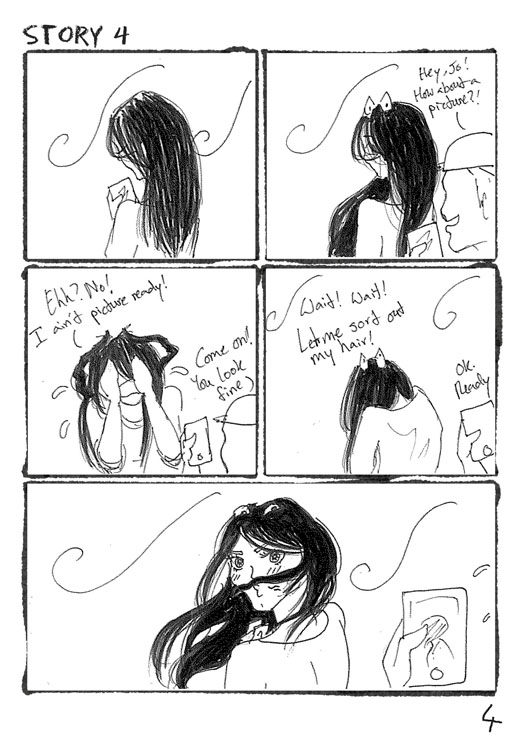 STORY 4
Hey, Jo!
How about a
picture?!
Ehh? No!
I ain't picture ready!
Come on!
You look
fine
Wait! Wait!
Let me sort out
my hair!
Ok.
Ready
4